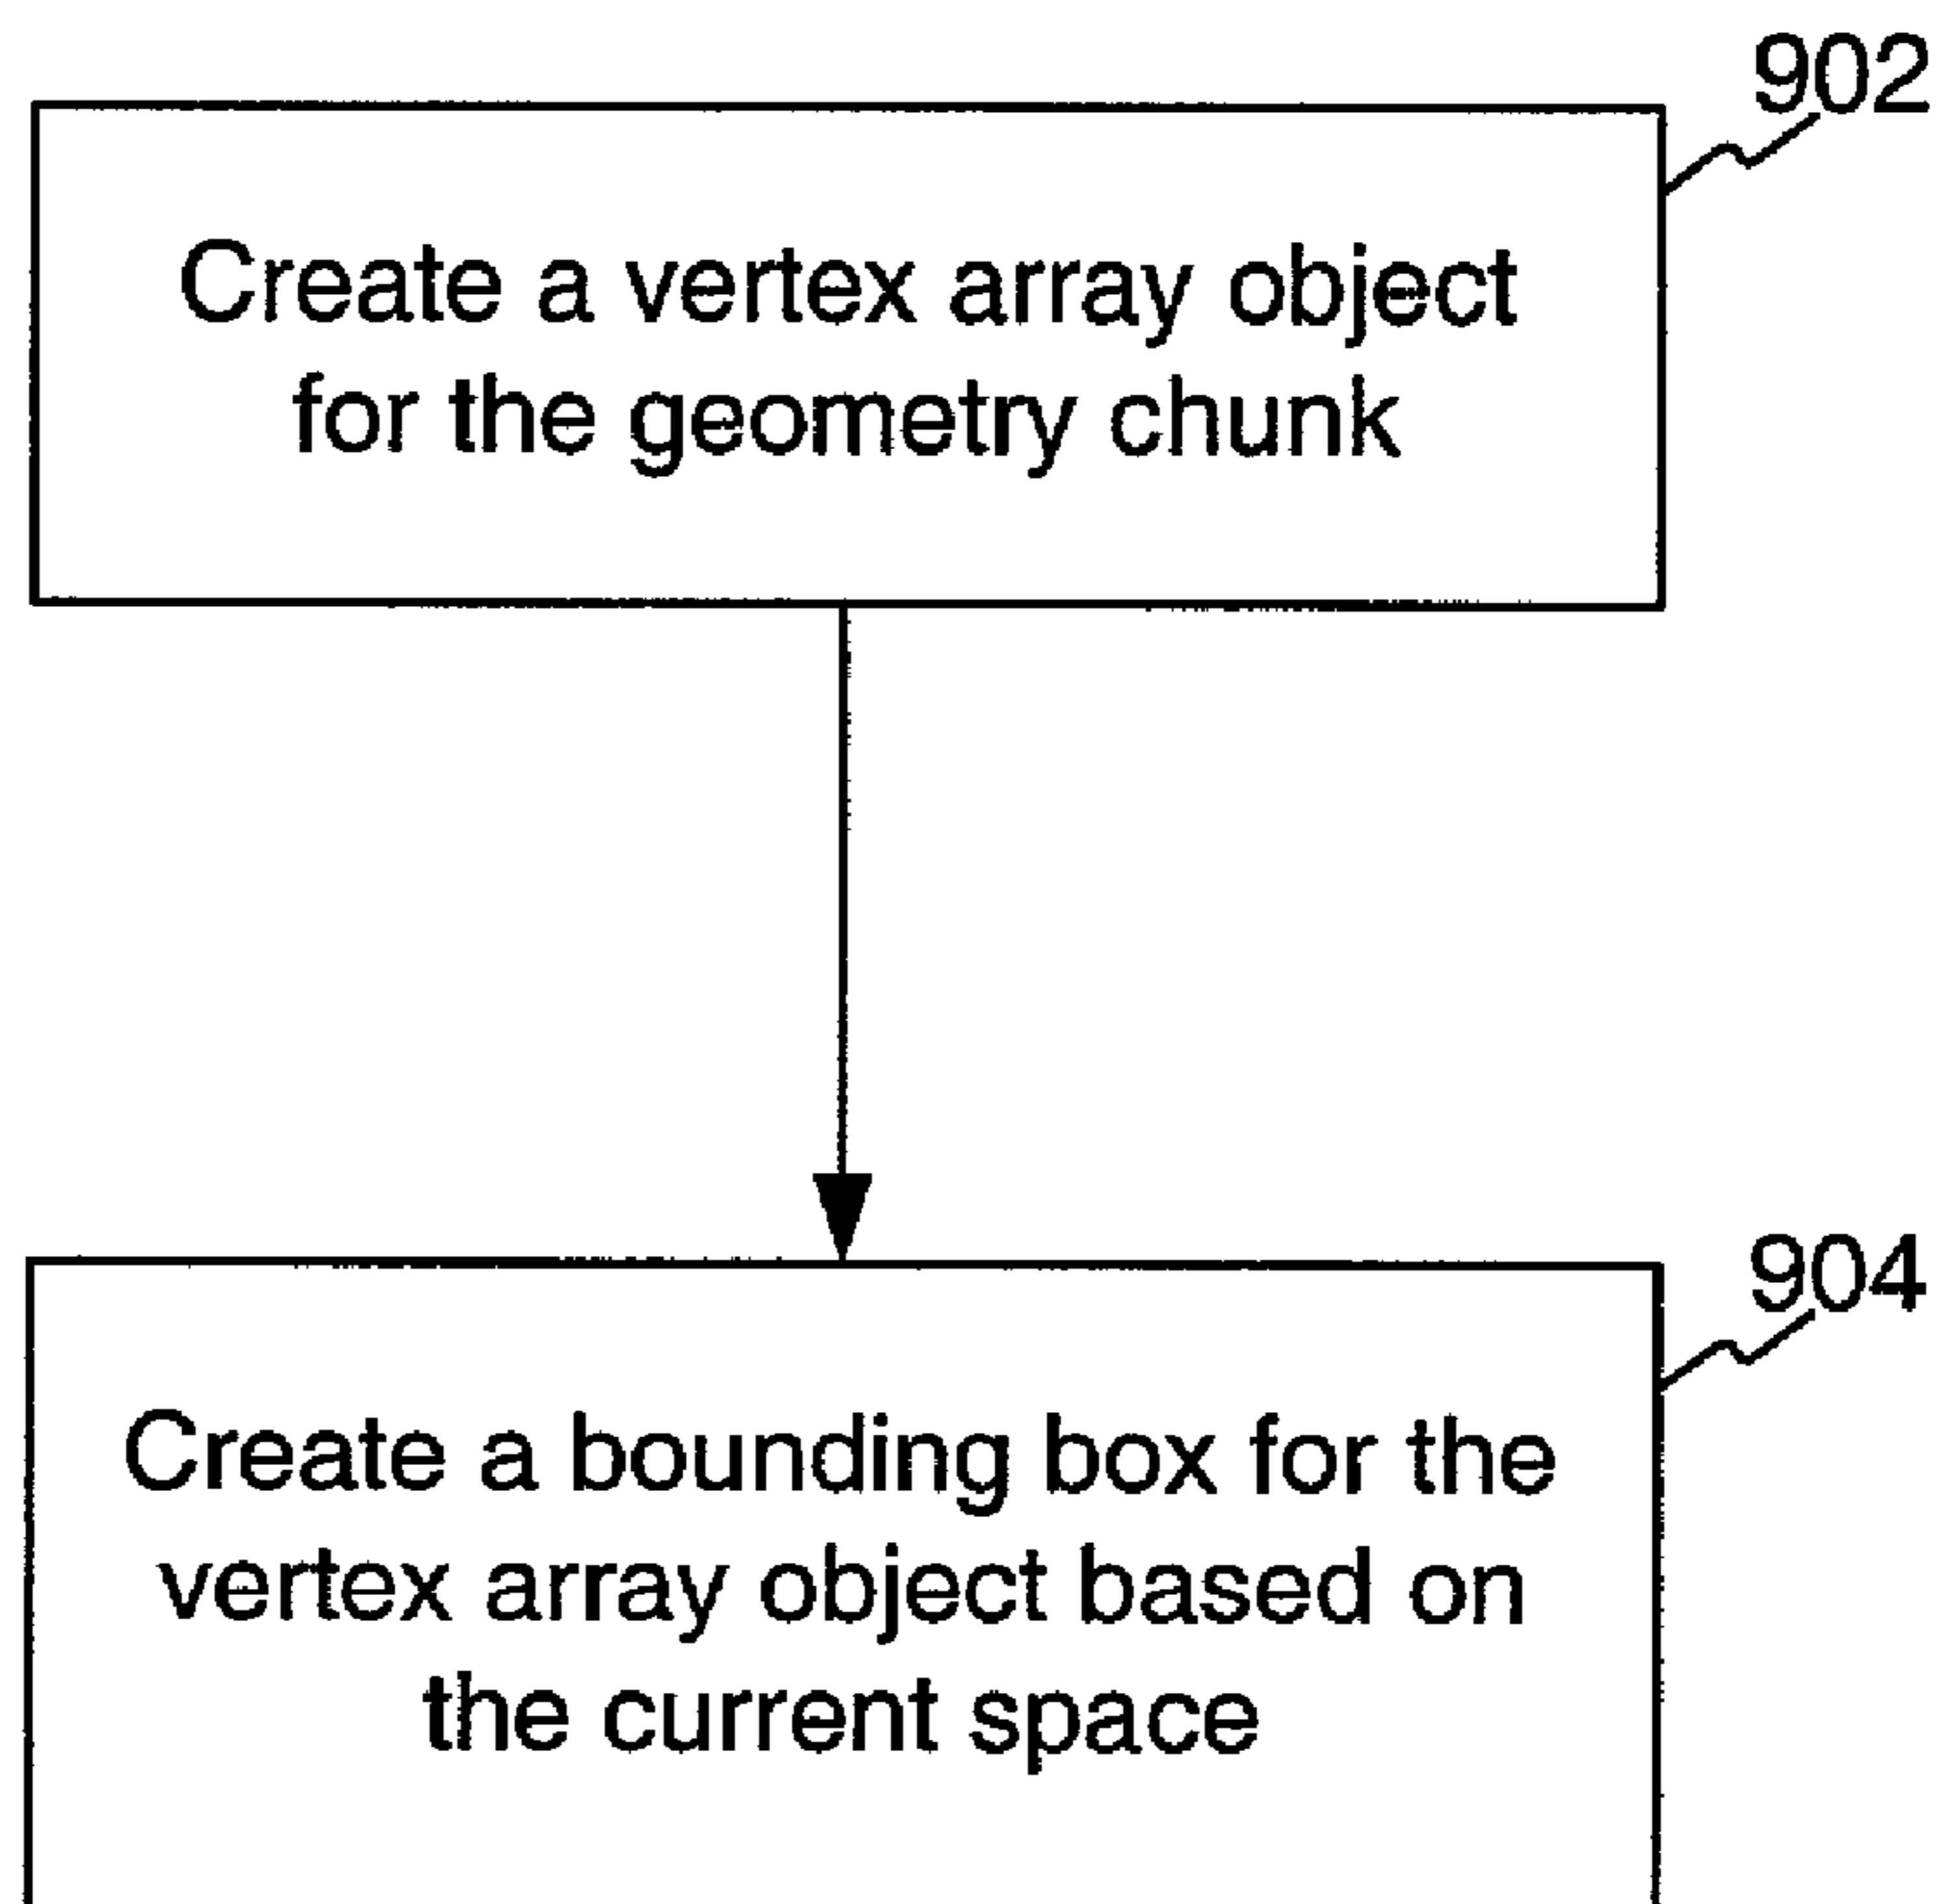 902
Create a vertex array object
for the geometry chunk
904
Create a bounding box for the
vertex array object based on
the current space